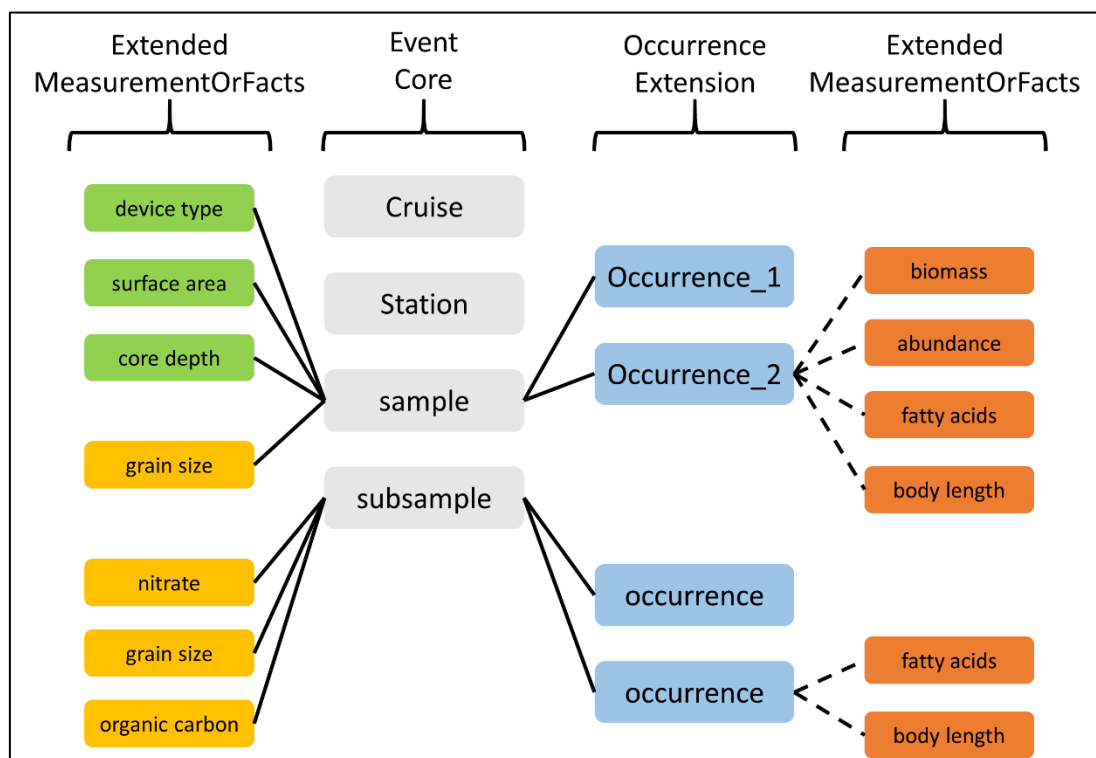 Extended
MeasurementOrFacts
Event
Core
Occurrence
Extension
Extended
MeasurementOrFacts
device type
surface area
core depth
grain size
nitrate
grain size
organic carbon
Cruise
Station
sample
subsample
Occurrence_1
Occurrence_2
occurrence
occurrence
biomass
abundance
fatty acids
body length
fatty acids
body length